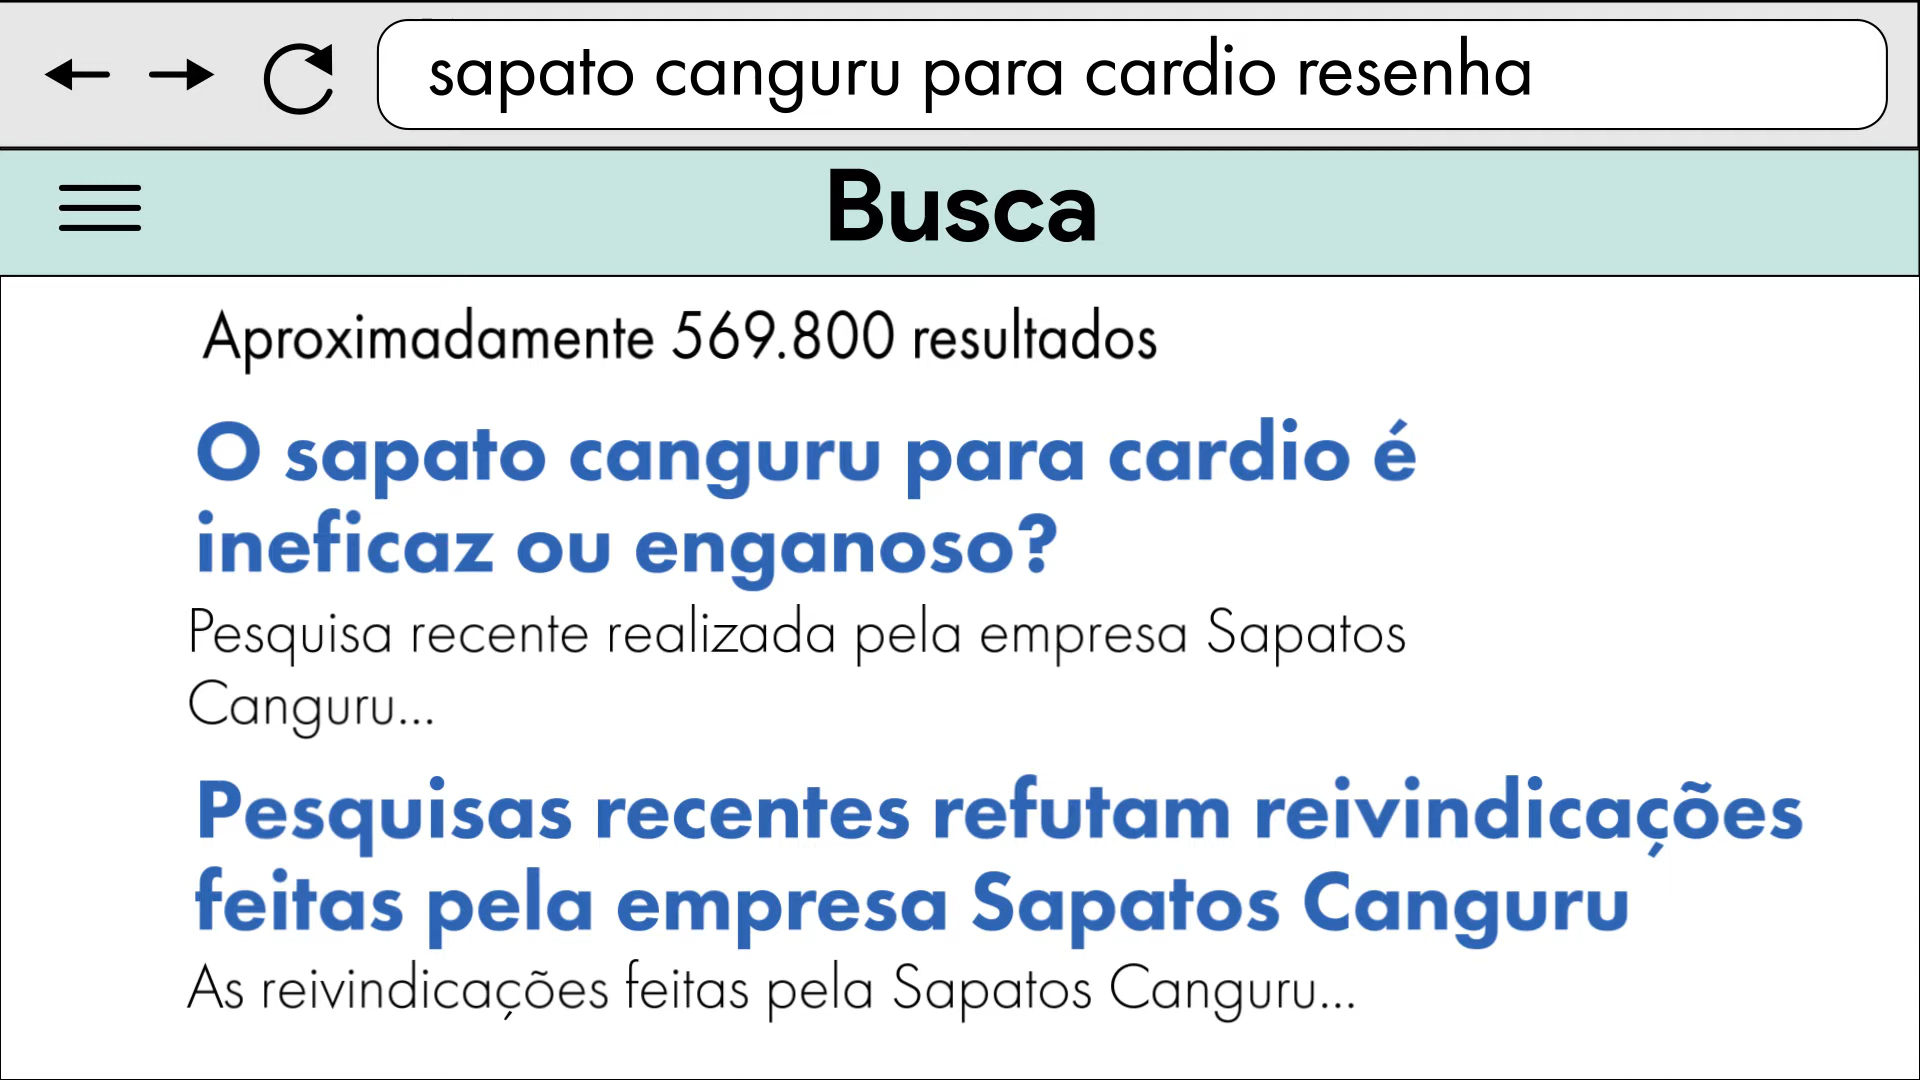 sapato canguru para cardio resenha
Busca
Aproximadamente 569.800 resultados
O sapato canguru para cardio é
ineficaz ou enganoso?
Pesquisa recente realizada pela empresa Sapatos
Canguru...
Pesquisas recentes refutam reivindicações
feitas pela empresa Sapatos Canguru
As reivindicações feitas pela Sapatos Canguru...